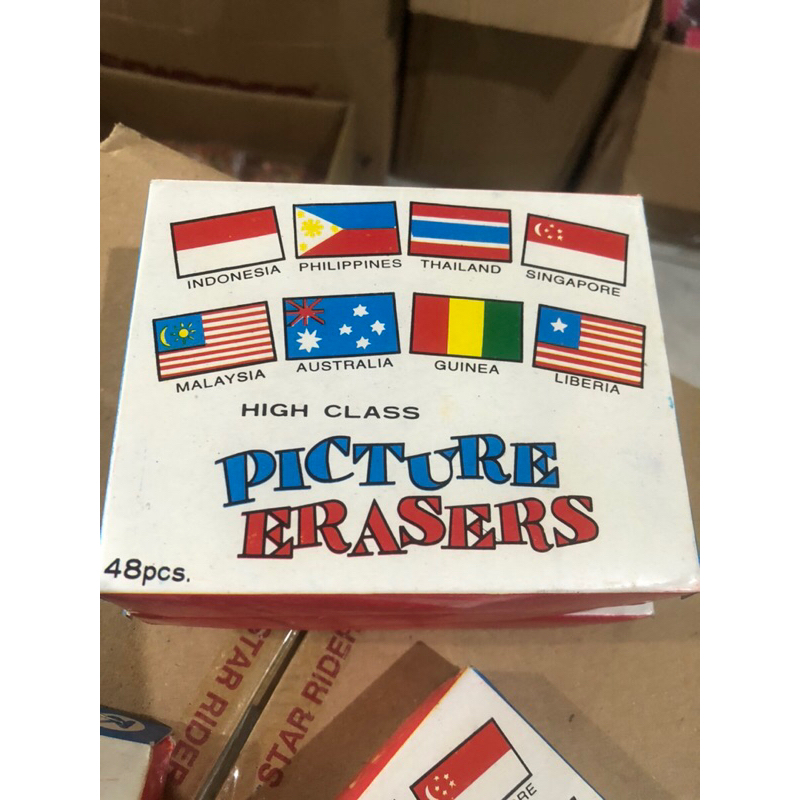 INDONESIA PHILIPPINES THAILAND SINGAPORE
MALAYSIA AUSTRALIA GUINEA LIBERIA
HIGH CLASS
PICTURE
ERASERS
48pcs.
STAR RIDER
STAR RIDER